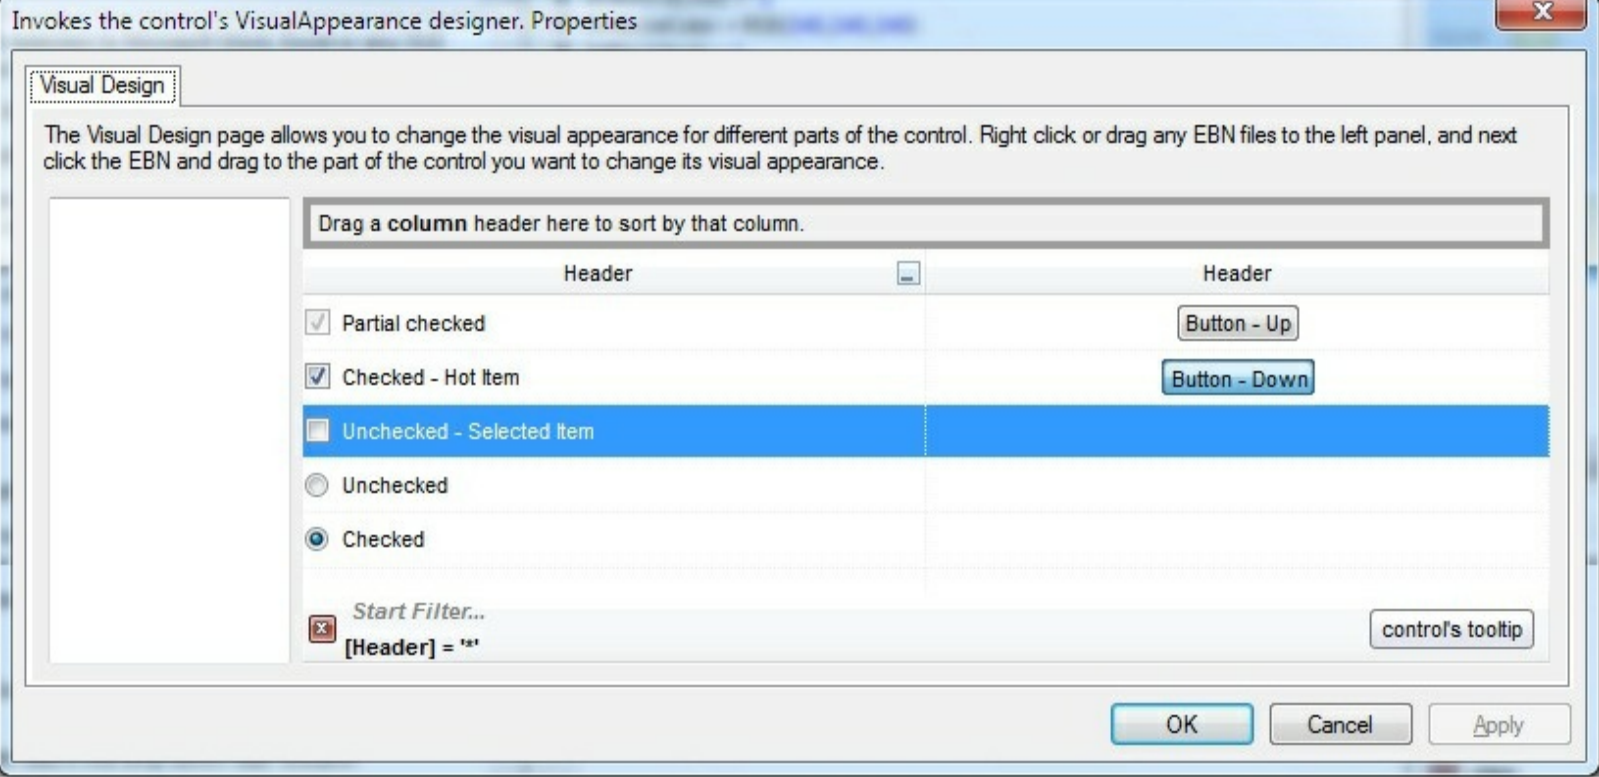 Invokes the control's VisualAppearance designer. Properties
Visual Design
The Visual Design page allows you to change the visual appearance for different parts of the control. Right click or drag any EBN files to the left panel, and next
click the EBN and drag to the part of the control you want to change its visual appearance.
Drag a column header here to sort by that column.
Header Header
Partial checked Button - Up
Checked - Hot Item Button - Down
Unchecked - Selected Item
Unchecked
Checked
Start Filter...
[Header] = '*'
control's tooltip
OK Cancel Apply